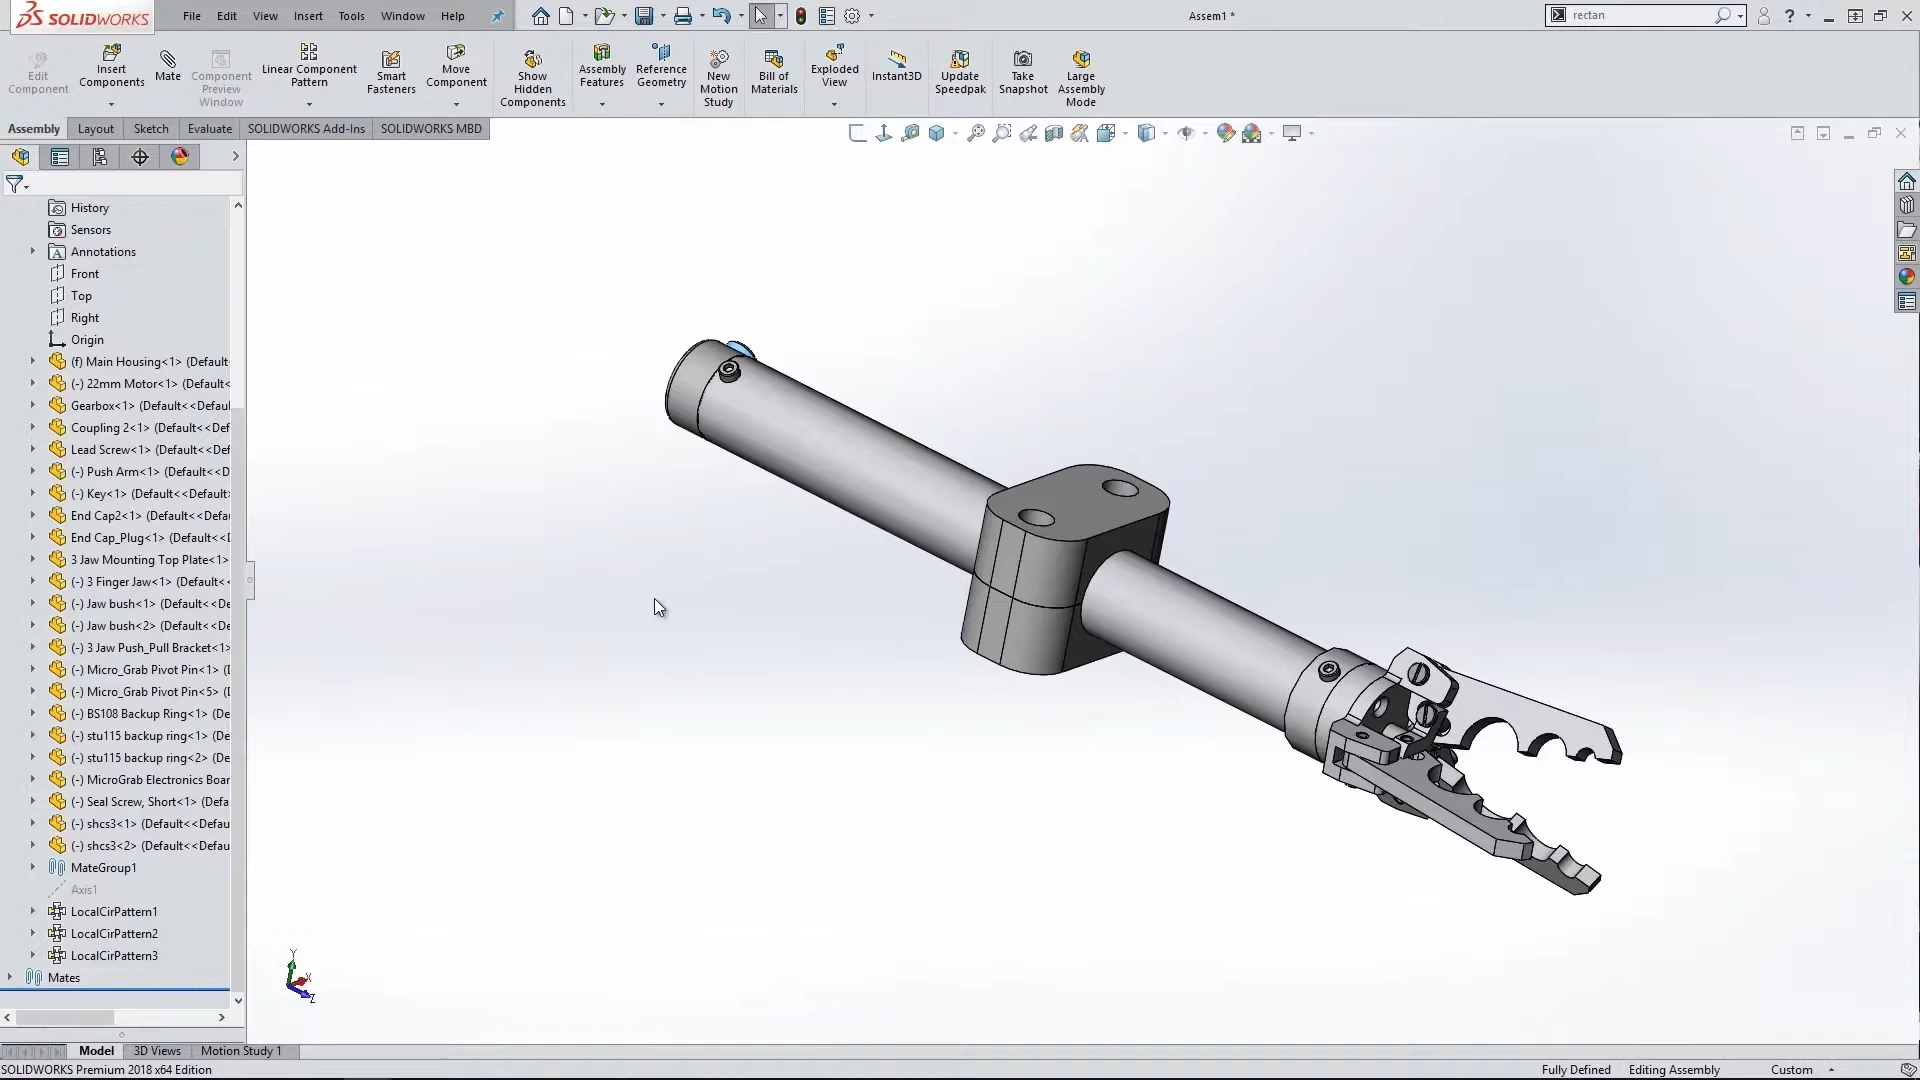 SOLIDWORKS File Edit View Insert Tools Window Help Assem1 * rectan ?
Edit Component
Insert Components
Mate
Component Preview Window
Linear Component Pattern
Smart Fasteners
Move Component
Show Hidden Components
Assembly Features
Reference Geometry
New Motion Study
Bill of Materials
Exploded View
Instant3D
Update Speedpak
Take Snapshot
Large Assembly Mode
Assembly Layout Sketch Evaluate SOLIDWORKS Add-Ins SOLIDWORKS MBD
History
Sensors
Annotations
Front
Top
Right
Origin
(f) Main Housing<1> (Default
(-) 22mm Motor<1> (Default<
Gearbox<1> (Default<<Defaul
Coupling 2<1> (Default<<Def
Lead Screw<1> (Default<<Def
(-) Push Arm<1> (Default<<D
(-) Key<1> (Default<<Default
End Cap2<1> (Default<<Defa
End Cap_Plug<1> (Default<<
3 Jaw Mounting Top Plate<1>
(-) 3 Finger Jaw<1> (Default<
(-) Jaw bush<1> (Default<<De
(-) Jaw bush<2> (Default<<De
(-) 3 Jaw Push_Pull Bracket<1>
(-) Micro_Grab Pivot Pin<1> (
(-) Micro_Grab Pivot Pin<5> (
(-) BS108 Backup Ring<1> (De
(-) stu115 backup ring<1> (De
(-) stu115 backup ring<2> (De
(-) MicroGrab Electronics Boar
(-) Seal Screw, Short<1> (Defa
(-) shcs3<1> (Default<<Defau
(-) shcs3<2> (Default<<Defau
MateGroup1
Axis1
LocalCirPattern1
LocalCirPattern2
LocalCirPattern3
Mates
Y
X
Z
Model 3D Views Motion Study 1
SOLIDWORKS Premium 2018 x64 Edition Fully Defined Editing Assembly Custom